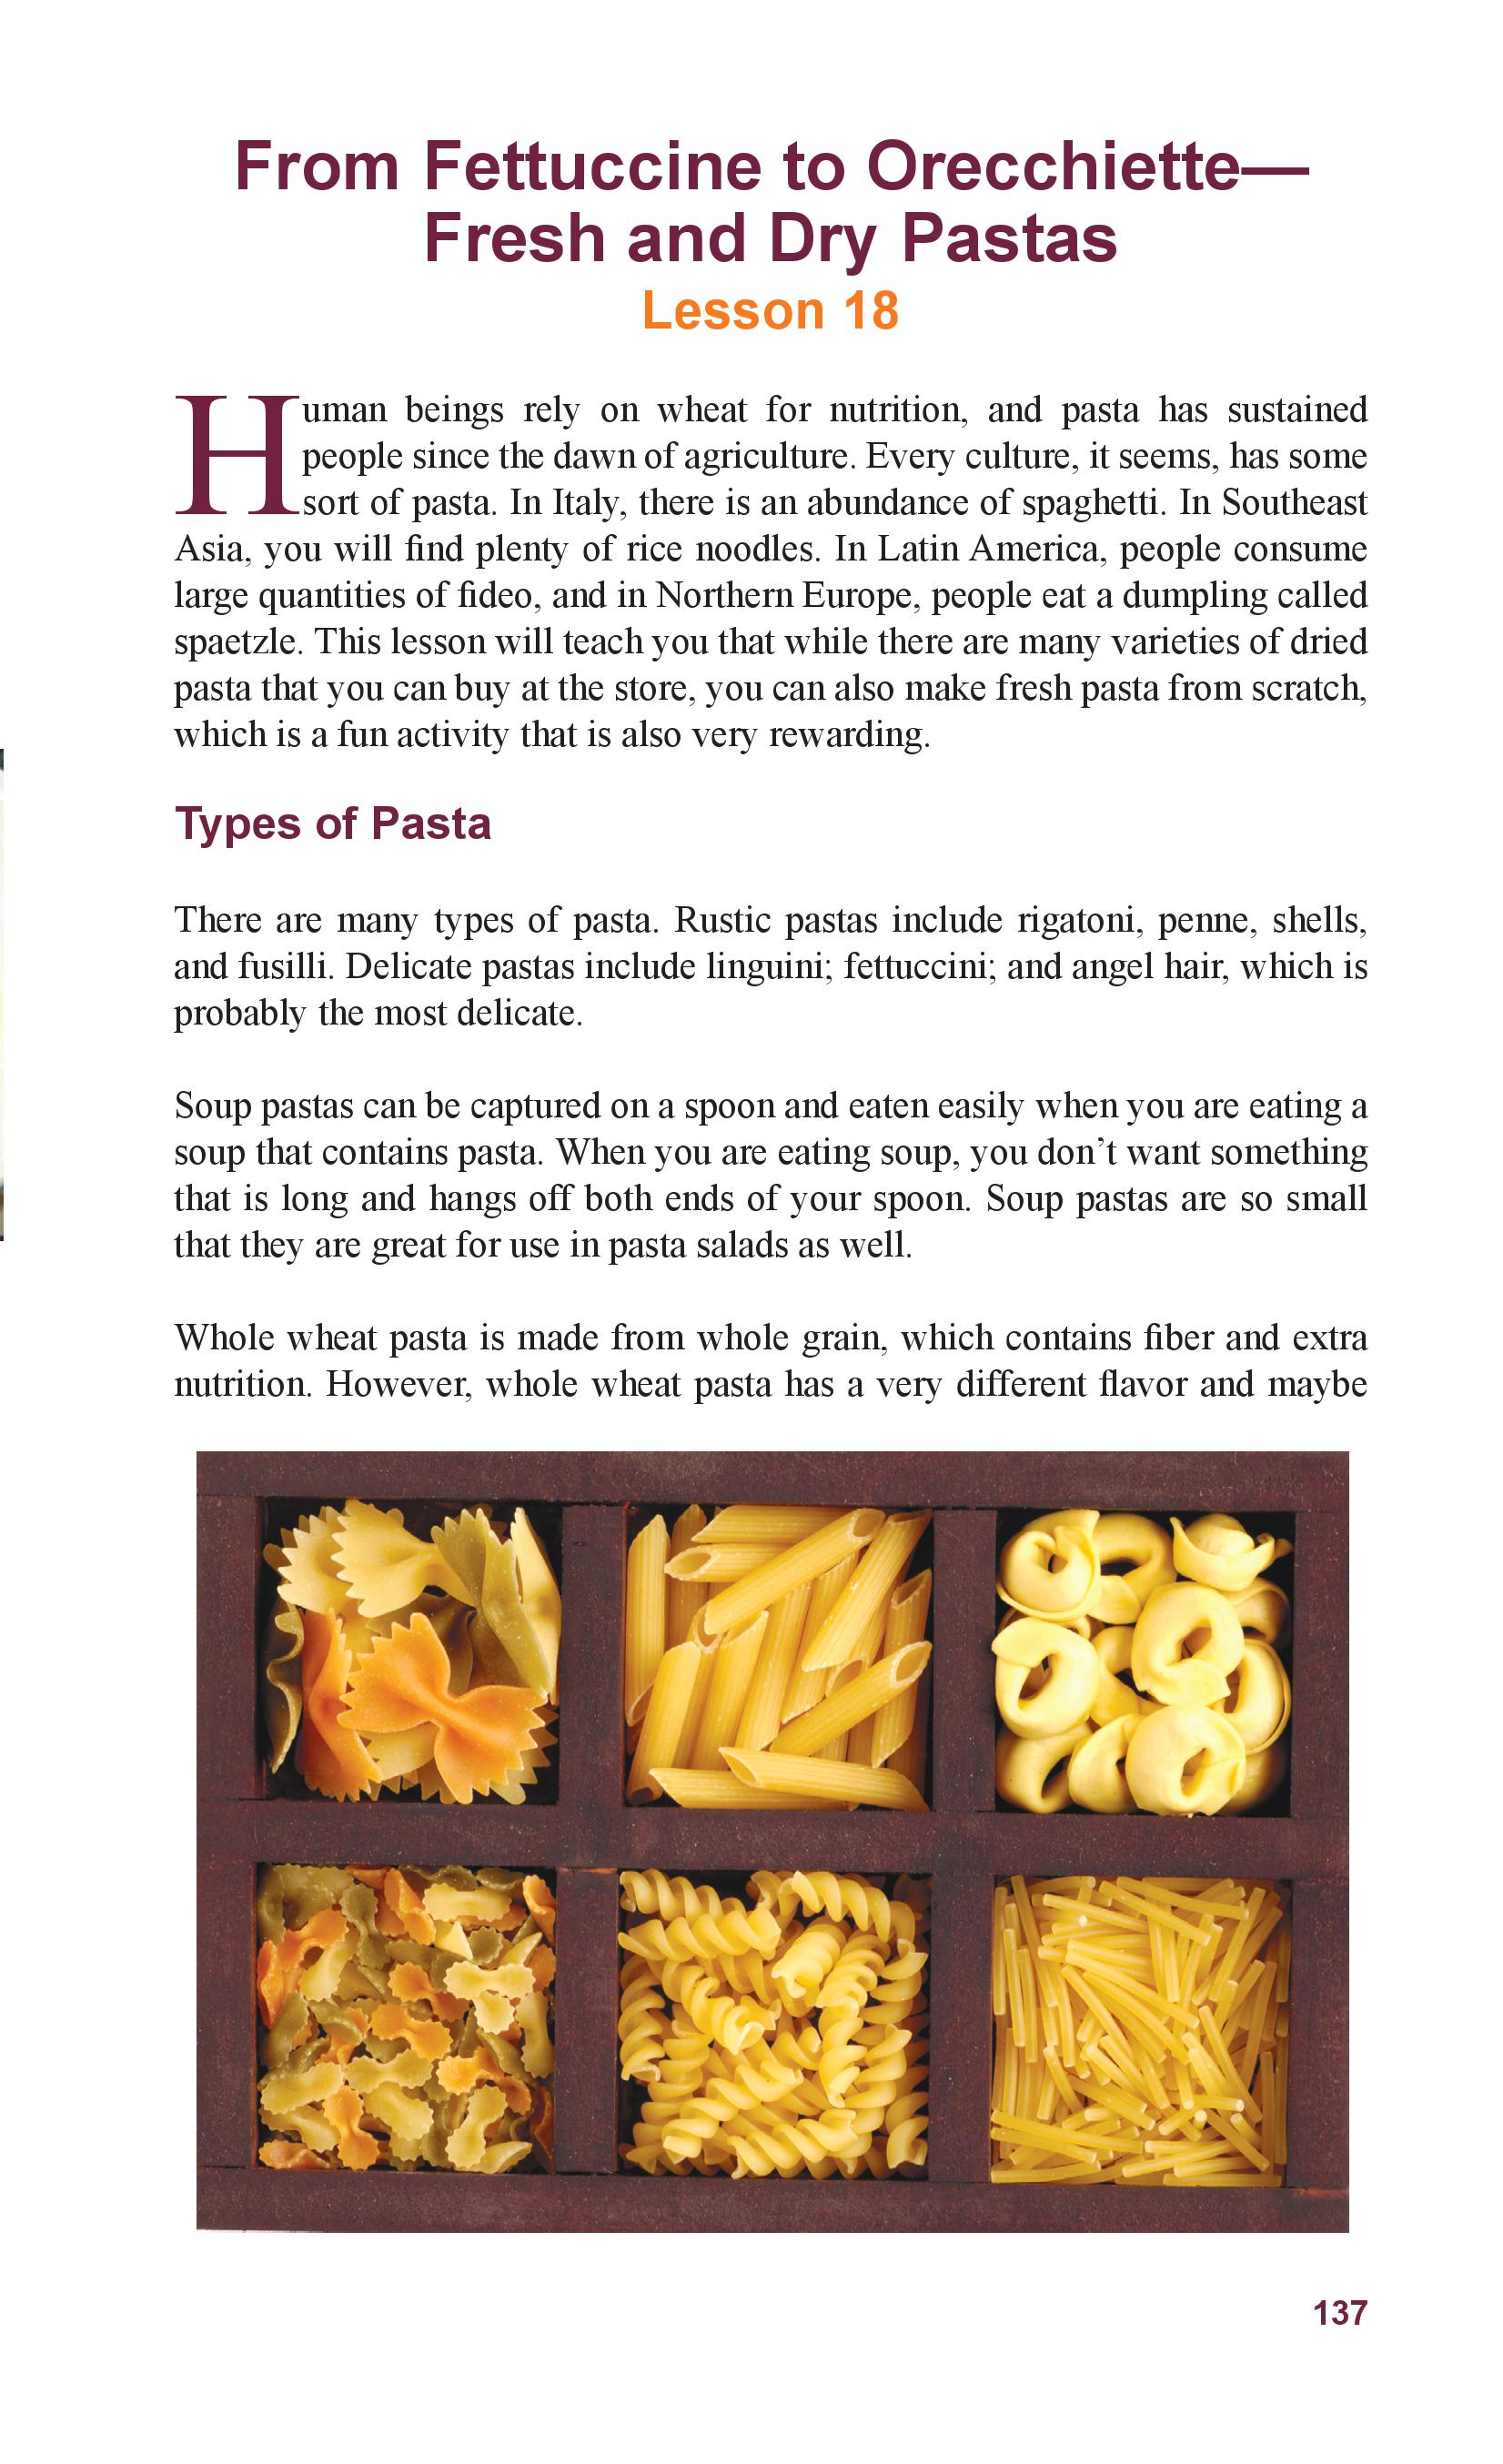 From Fettuccine to Orecchiette—
Fresh and Dry Pastas
Lesson 18
Human beings rely on wheat for nutrition, and pasta has sustained
people since the dawn of agriculture. Every culture, it seems, has some
sort of pasta. In Italy, there is an abundance of spaghetti. In Southeast
Asia, you will find plenty of rice noodles. In Latin America, people consume
large quantities of fideo, and in Northern Europe, people eat a dumpling called
spaetzle. This lesson will teach you that while there are many varieties of dried
pasta that you can buy at the store, you can also make fresh pasta from scratch,
which is a fun activity that is also very rewarding.
Types of Pasta
There are many types of pasta. Rustic pastas include rigatoni, penne, shells,
and fusilli. Delicate pastas include linguini; fettuccini; and angel hair, which is
probably the most delicate.
Soup pastas can be captured on a spoon and eaten easily when you are eating a
soup that contains pasta. When you are eating soup, you don’t want something
that is long and hangs off both ends of your spoon. Soup pastas are so small
that they are great for use in pasta salads as well.
Whole wheat pasta is made from whole grain, which contains fiber and extra
nutrition. However, whole wheat pasta has a very different flavor and maybe
137